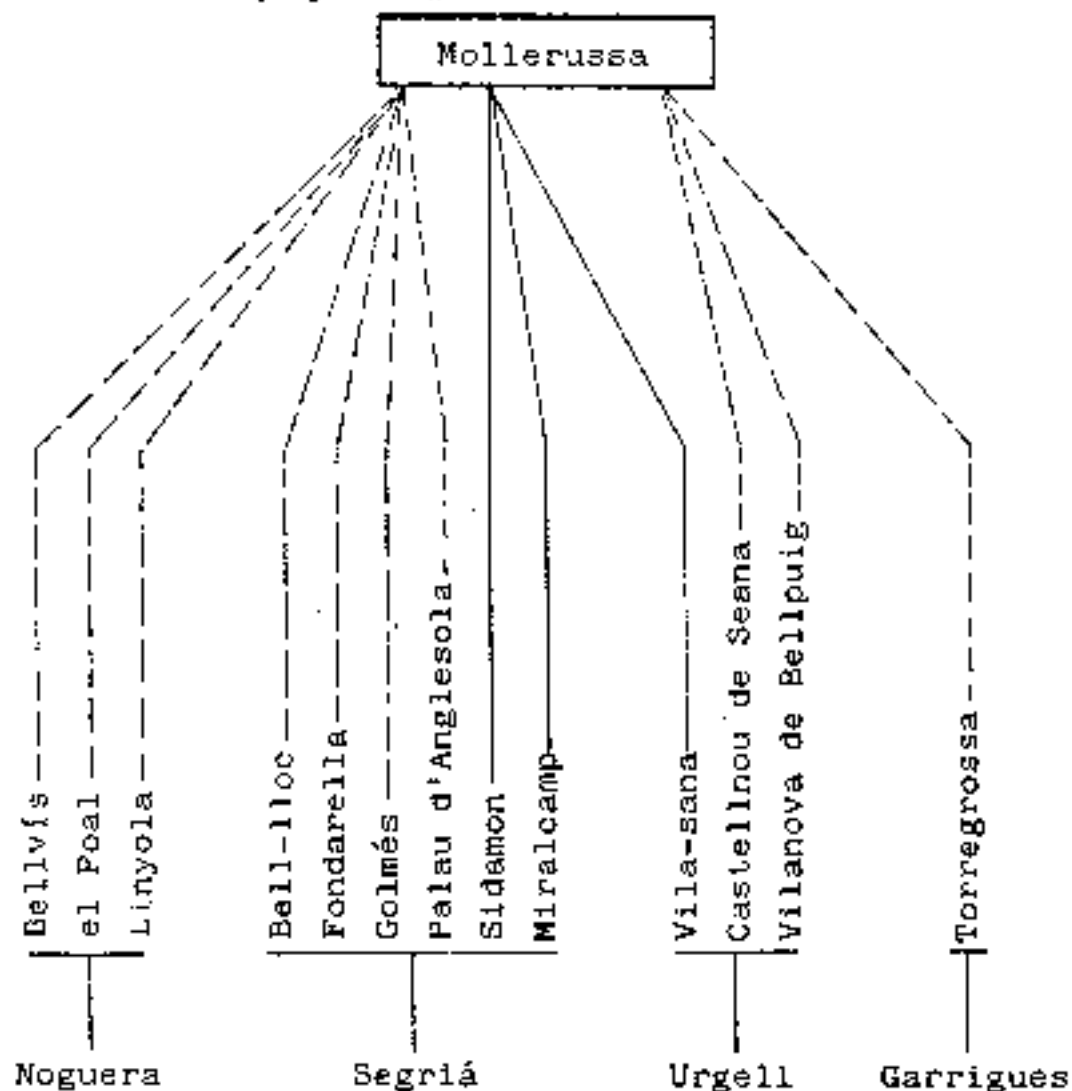 Mollerussa
Bellvís
el Poal
Linyola
Bell-lloc
Fondarella
Golmés
Palau d'Anglesola
Sidamon
Miralcamp
Vila-sana
Castellnou de Seana
Vilanova de Bellpuig
Torregrossa
Noguera
Segriá
Urgell
Garrigues